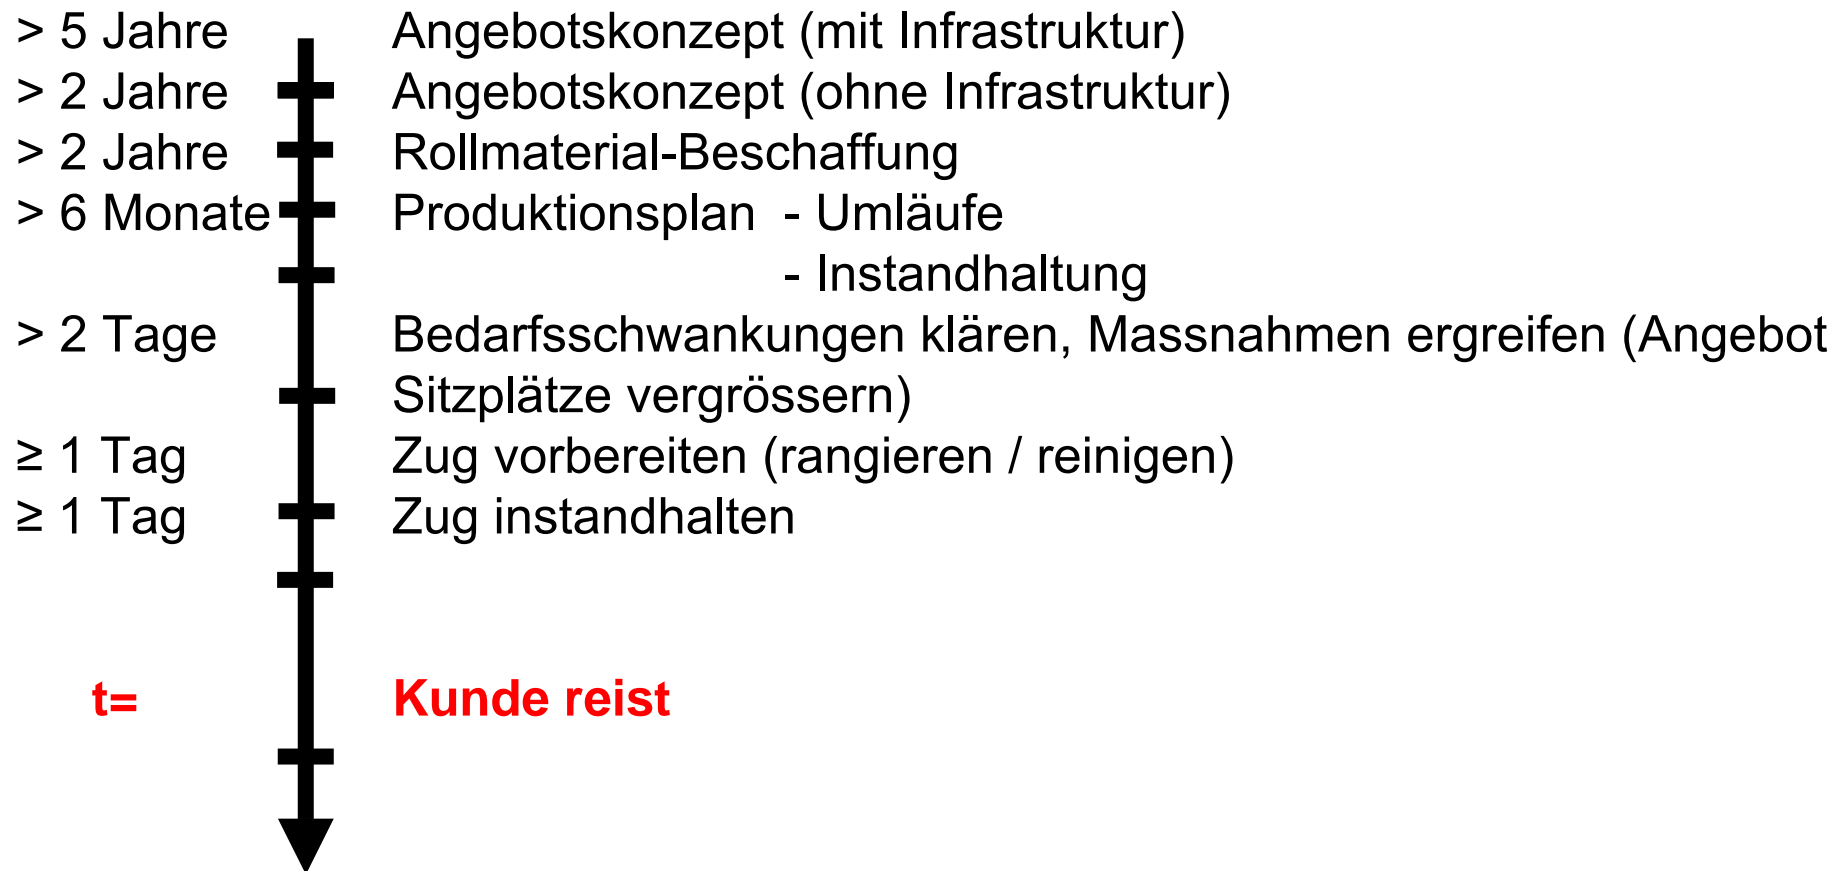 > 5 Jahre Angebotskonzept (mit Infrastruktur)
> 2 Jahre Angebotskonzept (ohne Infrastruktur)
> 2 Jahre Rollmaterial-Beschaffung
> 6 Monate Produktionsplan - Umläufe
- Instandhaltung
> 2 Tage Bedarfsschwankungen klären, Massnahmen ergreifen (Angebot
Sitzplätze vergrössern)
≥ 1 Tag Zug vorbereiten (rangieren / reinigen)
≥ 1 Tag Zug instandhalten
t= Kunde reist